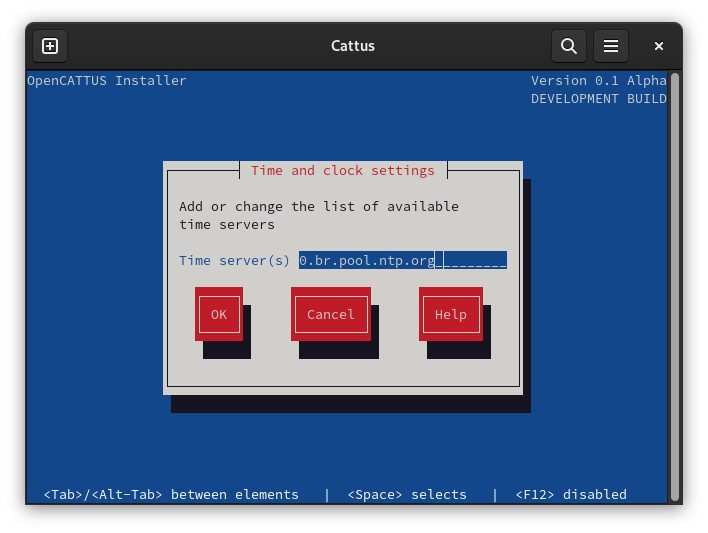 Cattus
OpenCATTUS Installer
Version 0.1 Alpha
DEVELOPMENT BUILD
Time and clock settings
Add or change the list of available
time servers
Time server(s) 0.br.pool.ntp.org_________
OK Cancel Help
<Tab>/<Alt-Tab> between elements | <Space> selects | <F12> disabled